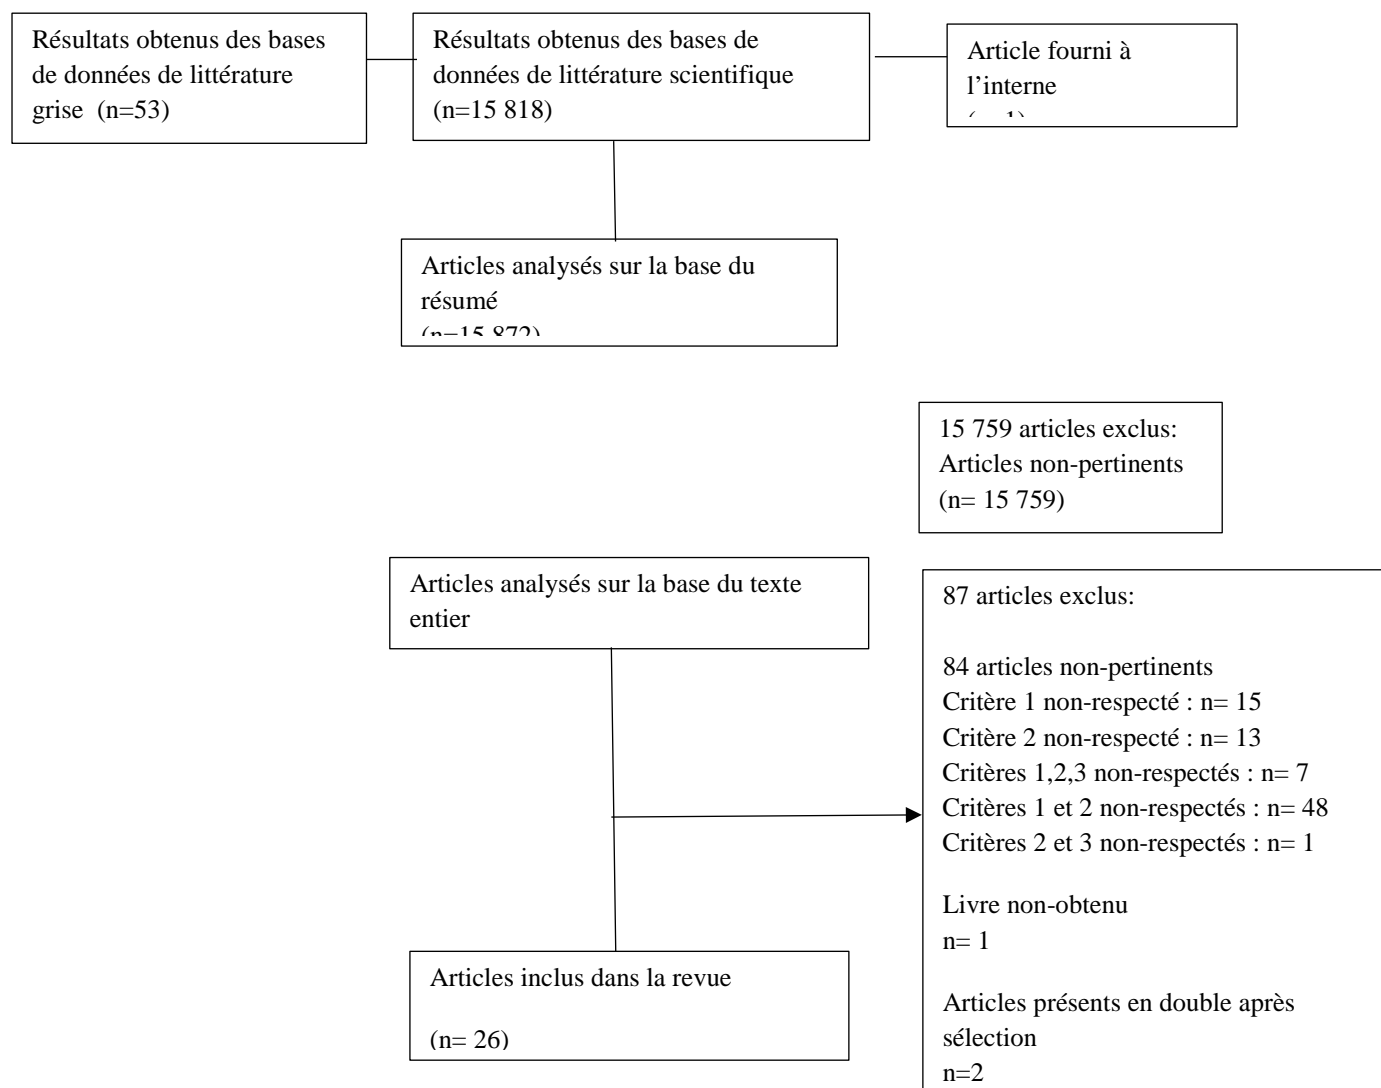 Résultats obtenus des bases
de données de littérature
grise (n=53)
Résultats obtenus des bases de
données de littérature scientifique
(n=15 818)
Article fourni à
l’interne
(n=1)
Articles analysés sur la base du
résumé
(n=15 872)
15 759 articles exclus:
Articles non-pertinents
(n= 15 759)
Articles analysés sur la base du texte
entier
87 articles exclus:
84 articles non-pertinents
Critère 1 non-respecté : n= 15
Critère 2 non-respecté : n= 13
Critères 1,2,3 non-respectés : n= 7
Critères 1 et 2 non-respectés : n= 48
Critères 2 et 3 non-respectés : n= 1
Livre non-obtenu
n= 1
Articles présents en double après
sélection
n=2
Articles inclus dans la revue
(n= 26)